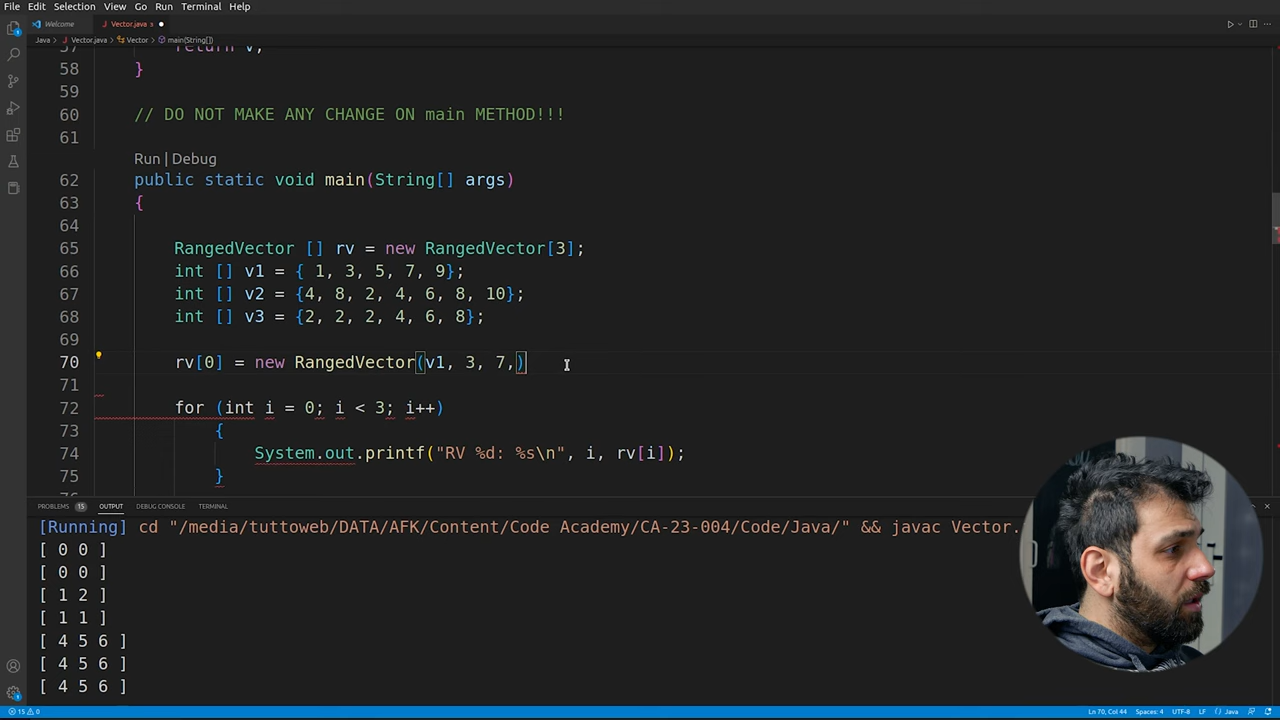 File Edit Selection View Go Run Terminal Help
Welcome Vector.java 3
Java > Vector.java > Vector > main(String[])
57 return v;
58 }
59
60 // DO NOT MAKE ANY CHANGE ON main METHOD!!!
61
Run | Debug
62 public static void main(String[] args)
63 {
64
65 RangedVector [] rv = new RangedVector[3];
66 int [] v1 = { 1, 3, 5, 7, 9};
67 int [] v2 = {4, 8, 2, 4, 6, 8, 10};
68 int [] v3 = {2, 2, 2, 4, 6, 8};
69
70 rv[0] = new RangedVector(v1, 3, 7,)
71
72 for (int i = 0; i < 3; i++)
73 {
74 System.out.printf("RV %d: %s\n", i, rv[i]);
75 }
PROBLEMS 15 OUTPUT DEBUG CONSOLE TERMINAL
[Running] cd "/media/tuttoweb/DATA/AFK/Content/Code Academy/CA-23-004/Code/Java/" && javac Vector.
[ 0 0 ]
[ 0 0 ]
[ 1 2 ]
[ 1 1 ]
[ 4 5 6 ]
[ 4 5 6 ]
[ 4 5 6 ]
15 0 Ln 70, Col 44 Spaces: 4 UTF-8 LF {} Java